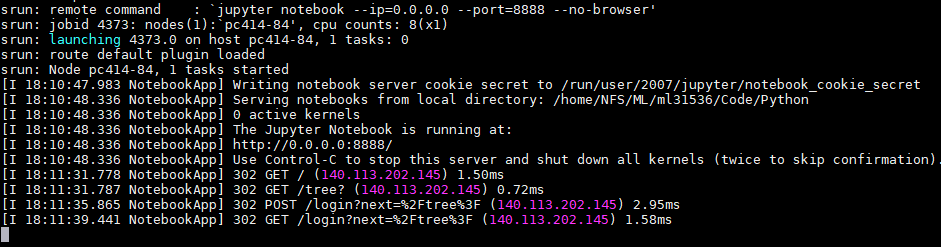 srun: remote command    : `jupyter notebook --ip=0.0.0.0 --port=8888 --no-browser'
srun: jobid 4373: nodes(1):`pc414-84', cpu counts: 8(x1)
srun: launching 4373.0 on host pc414-84, 1 tasks: 0
srun: route default plugin loaded
srun: Node pc414-84, 1 tasks started
[I 18:10:47.983 NotebookApp] Writing notebook server cookie secret to /run/user/2007/jupyter/notebook_cookie_secret
[I 18:10:48.336 NotebookApp] Serving notebooks from local directory: /home/NFS/ML/ml31536/Code/Python
[I 18:10:48.336 NotebookApp] 0 active kernels
[I 18:10:48.336 NotebookApp] The Jupyter Notebook is running at:
[I 18:10:48.336 NotebookApp] http://0.0.0.0:8888/
[I 18:10:48.336 NotebookApp] Use Control-C to stop this server and shut down all kernels (twice to skip confirmation).
[I 18:11:31.778 NotebookApp] 302 GET / (140.113.202.145) 1.50ms
[I 18:11:31.787 NotebookApp] 302 GET /tree? (140.113.202.145) 0.72ms
[I 18:11:35.865 NotebookApp] 302 POST /login?next=%2Ftree%3F (140.113.202.145) 2.95ms
[I 18:11:39.441 NotebookApp] 302 GET /login?next=%2Ftree%3F (140.113.202.145) 1.58ms